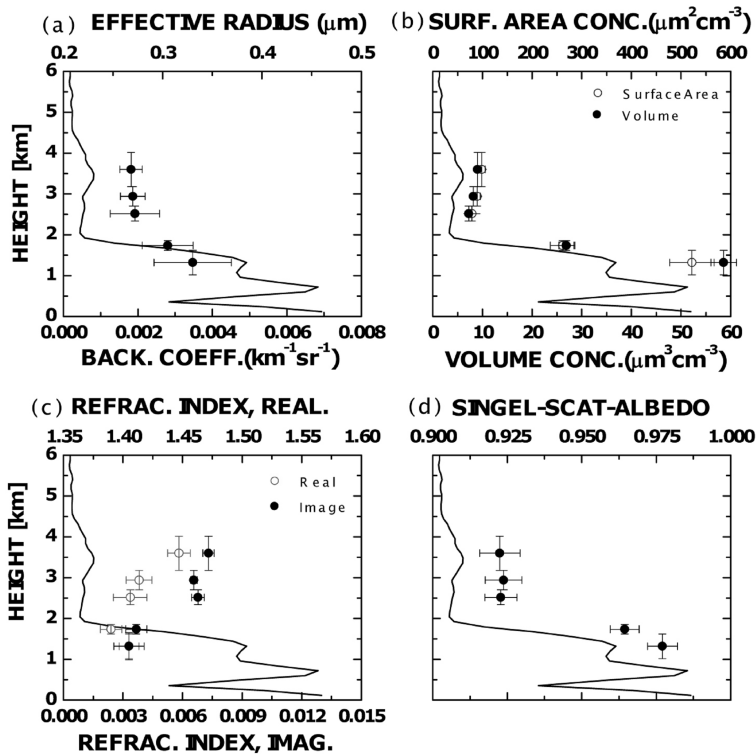 (a) EFFECTIVE RADIUS (μm)
0.2 0.3 0.4 0.5
6
5
4
3
2
1
0
HEIGHT [km]
0.000 0.002 0.004 0.006 0.008
BACK. COEFF.(km⁻¹sr⁻¹)
(b) SURF. AREA CONC.(μm²cm⁻³)
0 100 200 300 400 500 600
SurfaceArea
Volume
0 10 20 30 40 50 60
VOLUME CONC.(μm³cm⁻³)
(c) REFRAC. INDEX, REAL.
1.35 1.40 1.45 1.50 1.55 1.60
6
5
4
3
2
1
0
HEIGHT [km]
Real
Image
0.000 0.003 0.006 0.009 0.012 0.015
REFRAC. INDEX, IMAG.
(d) SINGEL-SCAT-ALBEDO
0.900 0.925 0.950 0.975 1.000